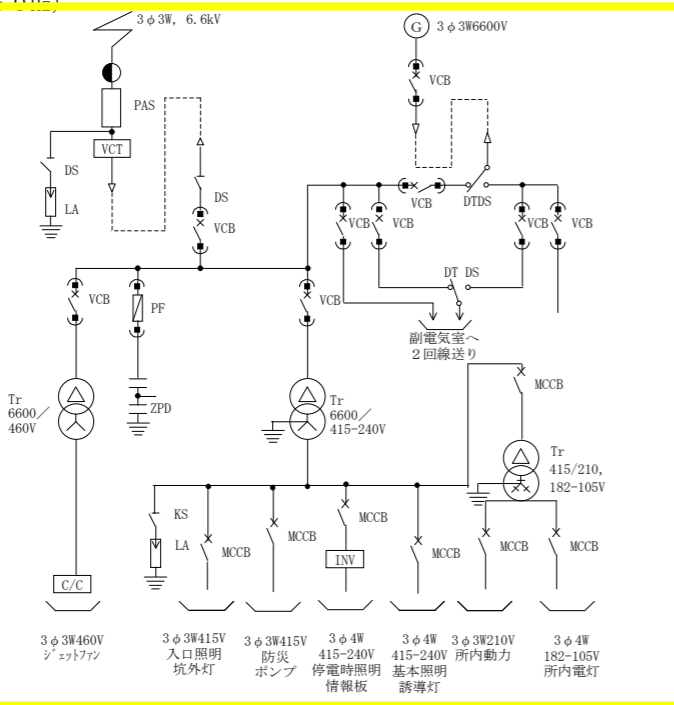 3φ3W, 6.6kV
G
3φ3W6600V
VCB
PAS
VCT
DS
LA
DS
VCB
VCB
DTDS
VCB
VCB
VCB
VCB
DT DS
副電気室へ
2回線送り
VCB
PF
VCB
ZPD
Tr
6600/
460V
Tr
6600/
415-240V
MCCB
Tr
415/210,
182-105V
KS
LA
MCCB
MCCB
MCCB
INV
MCCB
MCCB
MCCB
C/C
3φ3W460V
ジェットファン
3φ3W415V
入口照明
坑外灯
3φ3W415V
防災
ポンプ
3φ4W
415-240V
停電時照明
情報板
3φ4W
415-240V
基本照明
誘導灯
3φ3W210V
所内動力
3φ4W
182-105V
所内電灯